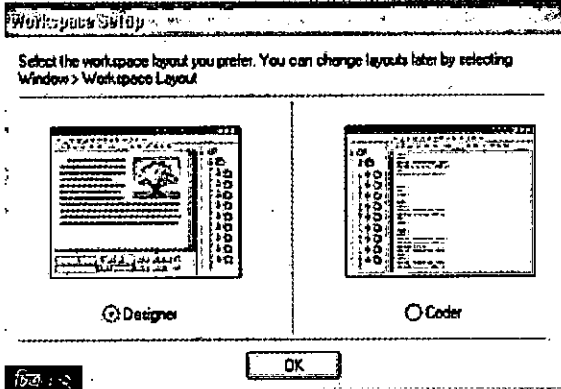 Workspace Setup
Select the workspace layout you prefer. You can change layouts later by selecting
Window > Workspace Layout
Designer
Coder
OK